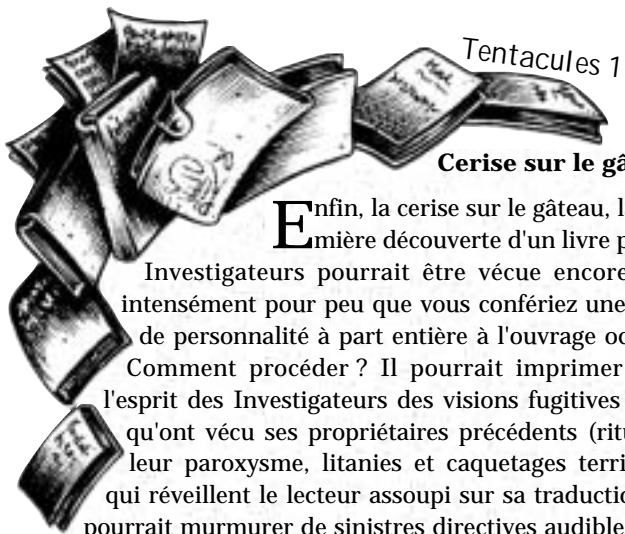 Tentacules 1
Cerise sur le gâ
Enfin, la cerise sur le gâteau, l
mière découverte d'un livre p
Investigateurs pourrait être vécue encore
intensément pour peu que vous confériez une
de personnalité à part entière à l'ouvrage oc
Comment procéder ? Il pourrait imprimer
l'esprit des Investigateurs des visions fugitives
qu'ont vécu ses propriétaires précédents (ritu
leur paroxysme, litanies et caquetages terri
qui réveillent le lecteur assoupi sur sa traductio
pourrait murmurer de sinistres directives audible